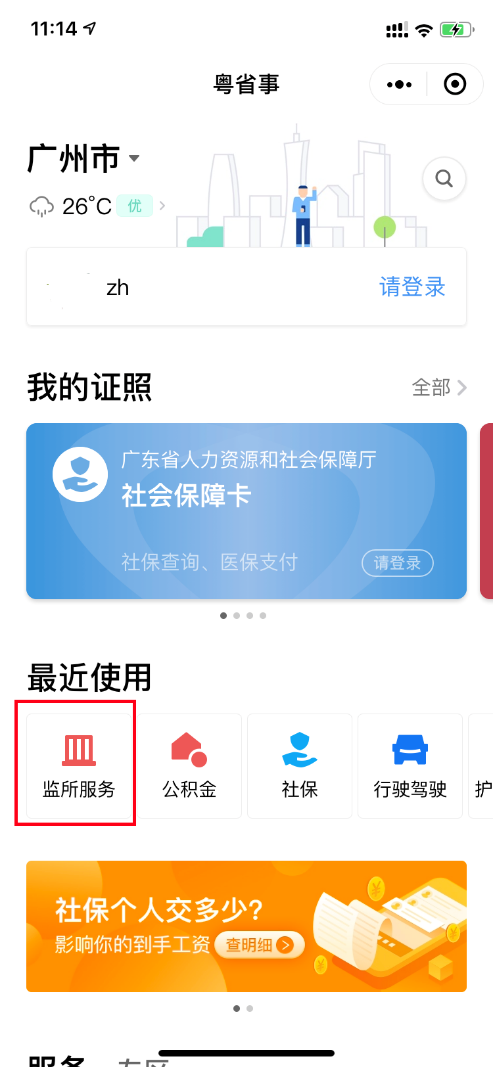 11:14
粤省事
广州市
26°C 优
zh 请登录
我的证照 全部
广东省人力资源和社会保障厅
社会保障卡
社保查询、医保支付 请登录
最近使用
监所服务 公积金 社保 行驶驾驶 护
社保个人交多少?
影响你的到手工资 查明细
服务 专区